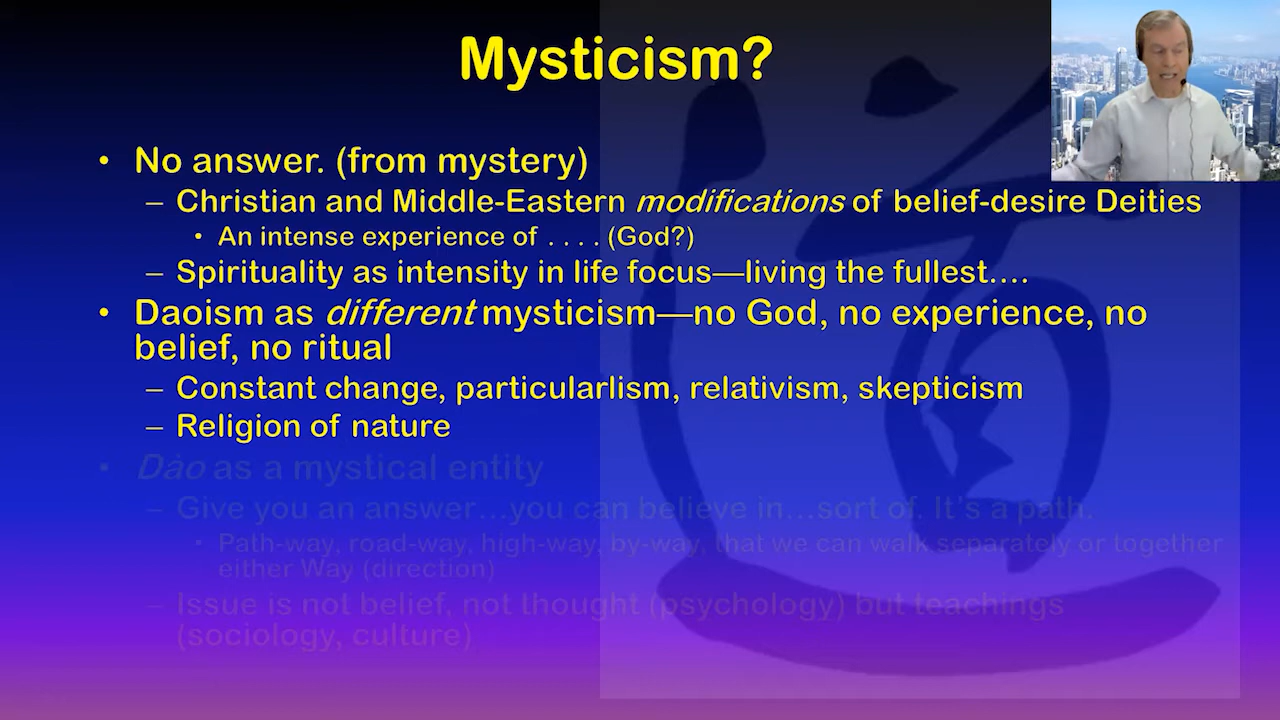 Mysticism?
• No answer. (from mystery)
– Christian and Middle-Eastern modifications of belief-desire Deities
• An intense experience of . . . . (God?)
– Spirituality as intensity in life focus—living the fullest….
• Daoism as different mysticism—no God, no experience, no
belief, no ritual
– Constant change, particularlism, relativism, skepticism
– Religion of nature
• Dào as a mystical entity
– Give you an answer…you can believe in…sort of. It's a path.
• Path-way, road-way, high-way, by-way, that we can walk separately or together
either Way (direction)
– Issue is not belief, not thought (psychology) but teachings
(sociology, culture)
道